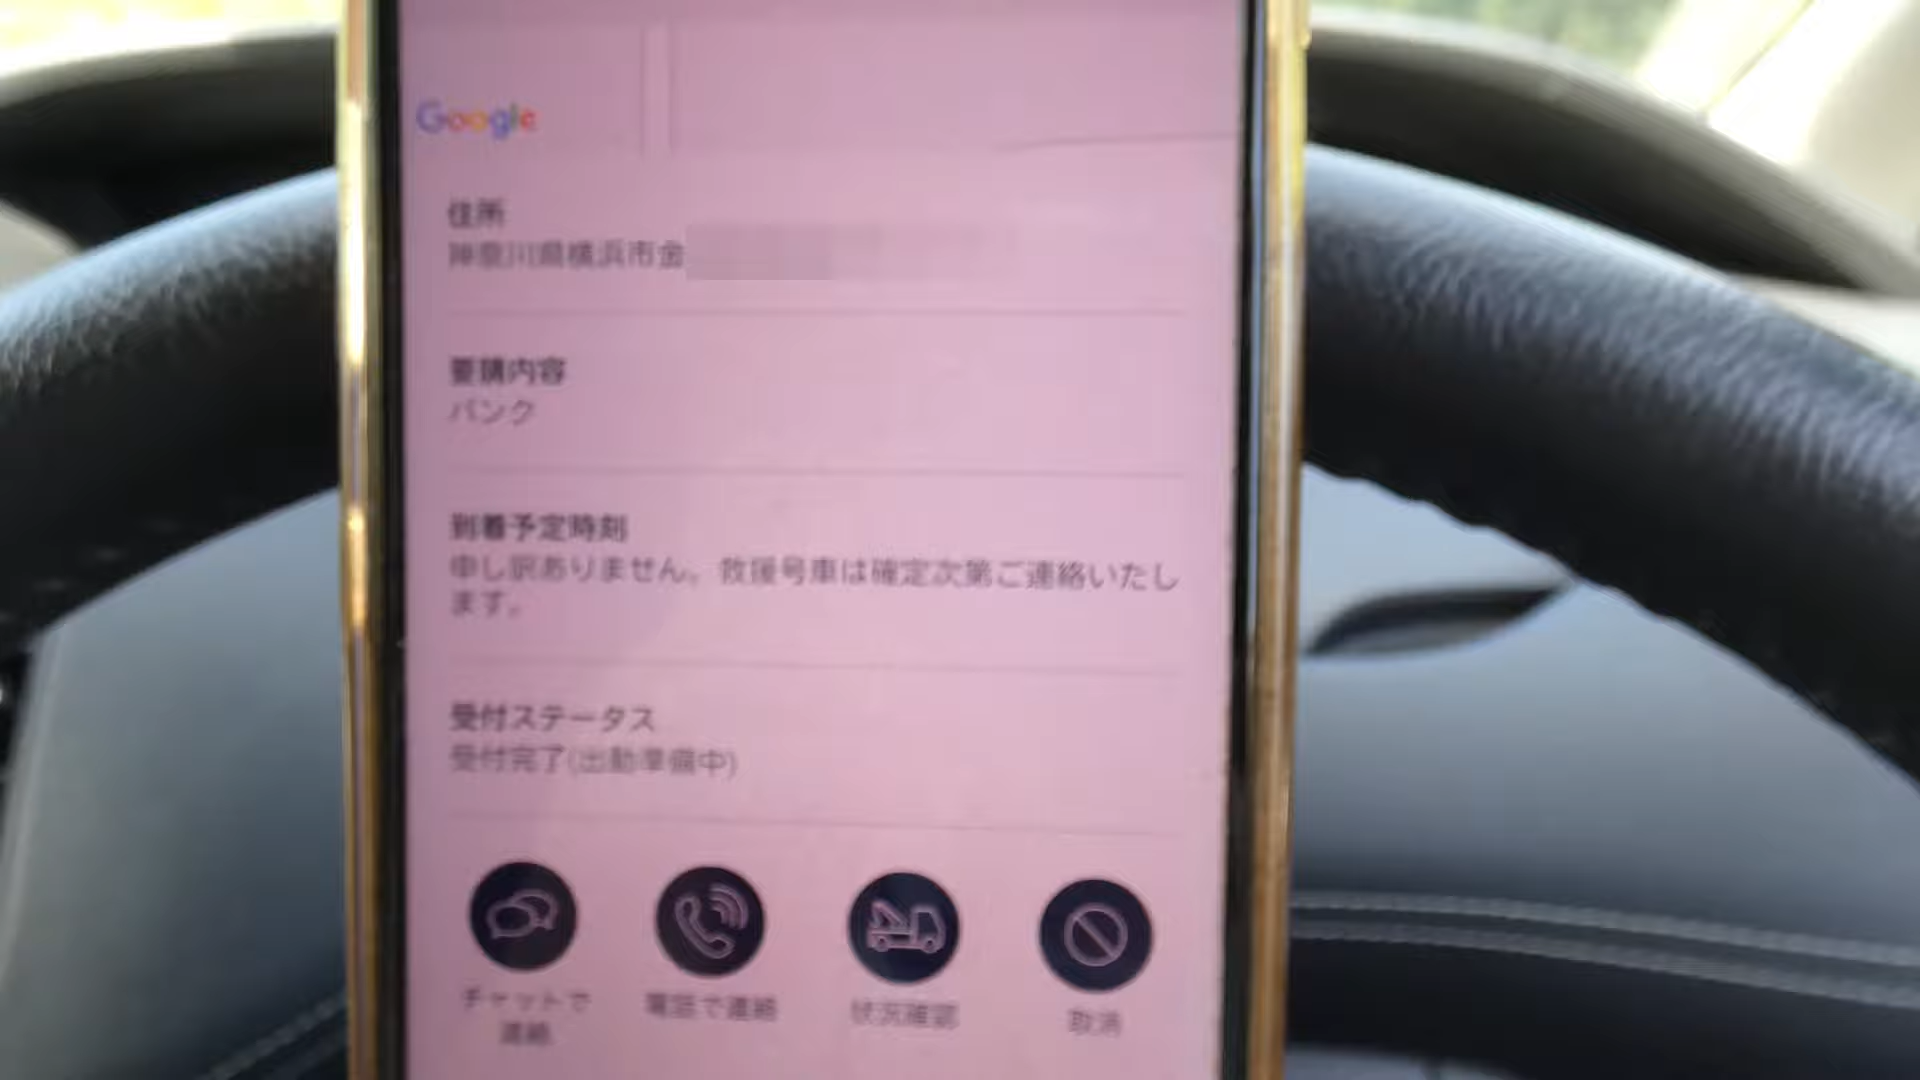 Google
住所
神奈川県横浜市金
要請内容
パンク
到着予定時刻
申し訳ありません。救援号車は確定次第ご連絡いたし
ます。
受付ステータス
受付完了(出動準備中)
チャットで
連絡
電話で連絡
状況確認
取消